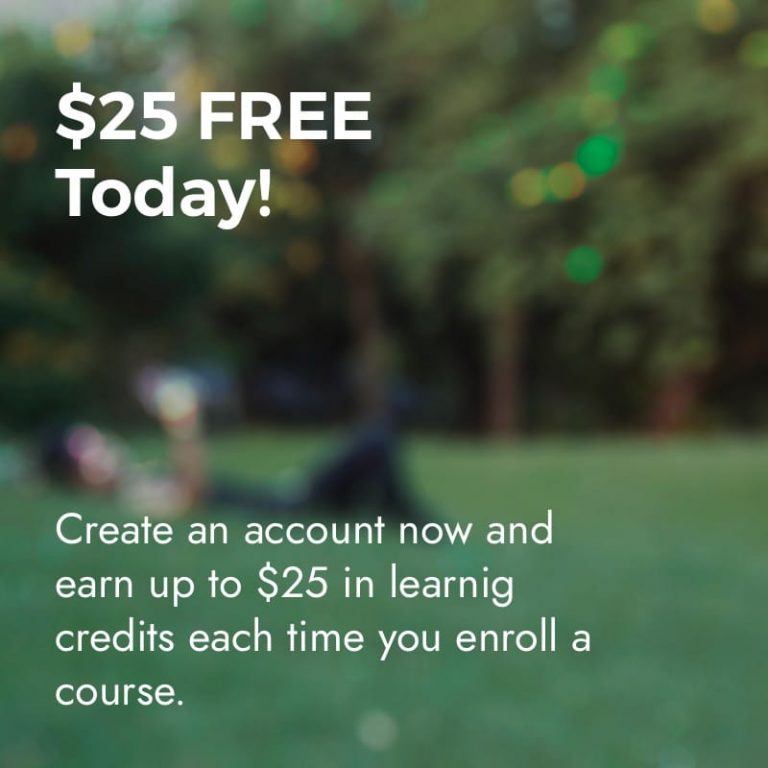 $25 FREE
Today!
Create an account now and
earn up to $25 in learnig
credits each time you enroll a
course.